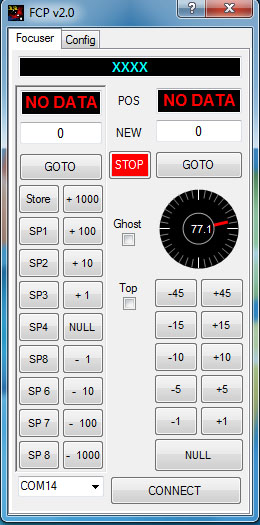 FCP v2.0
?
X
Focuser Config
XXXX
NO DATA POS NO DATA
0 NEW 0
GOTO STOP GOTO
Store + 1000
SP1 + 100
SP2 + 10
SP3 + 1
SP4 NULL
SP8 - 1
SP 6 - 10
SP 7 - 100
SP 8 - 1000
Ghost
Top
77.1
-45 +45
-15 +15
-10 +10
-5 +5
-1 +1
NULL
COM14 CONNECT